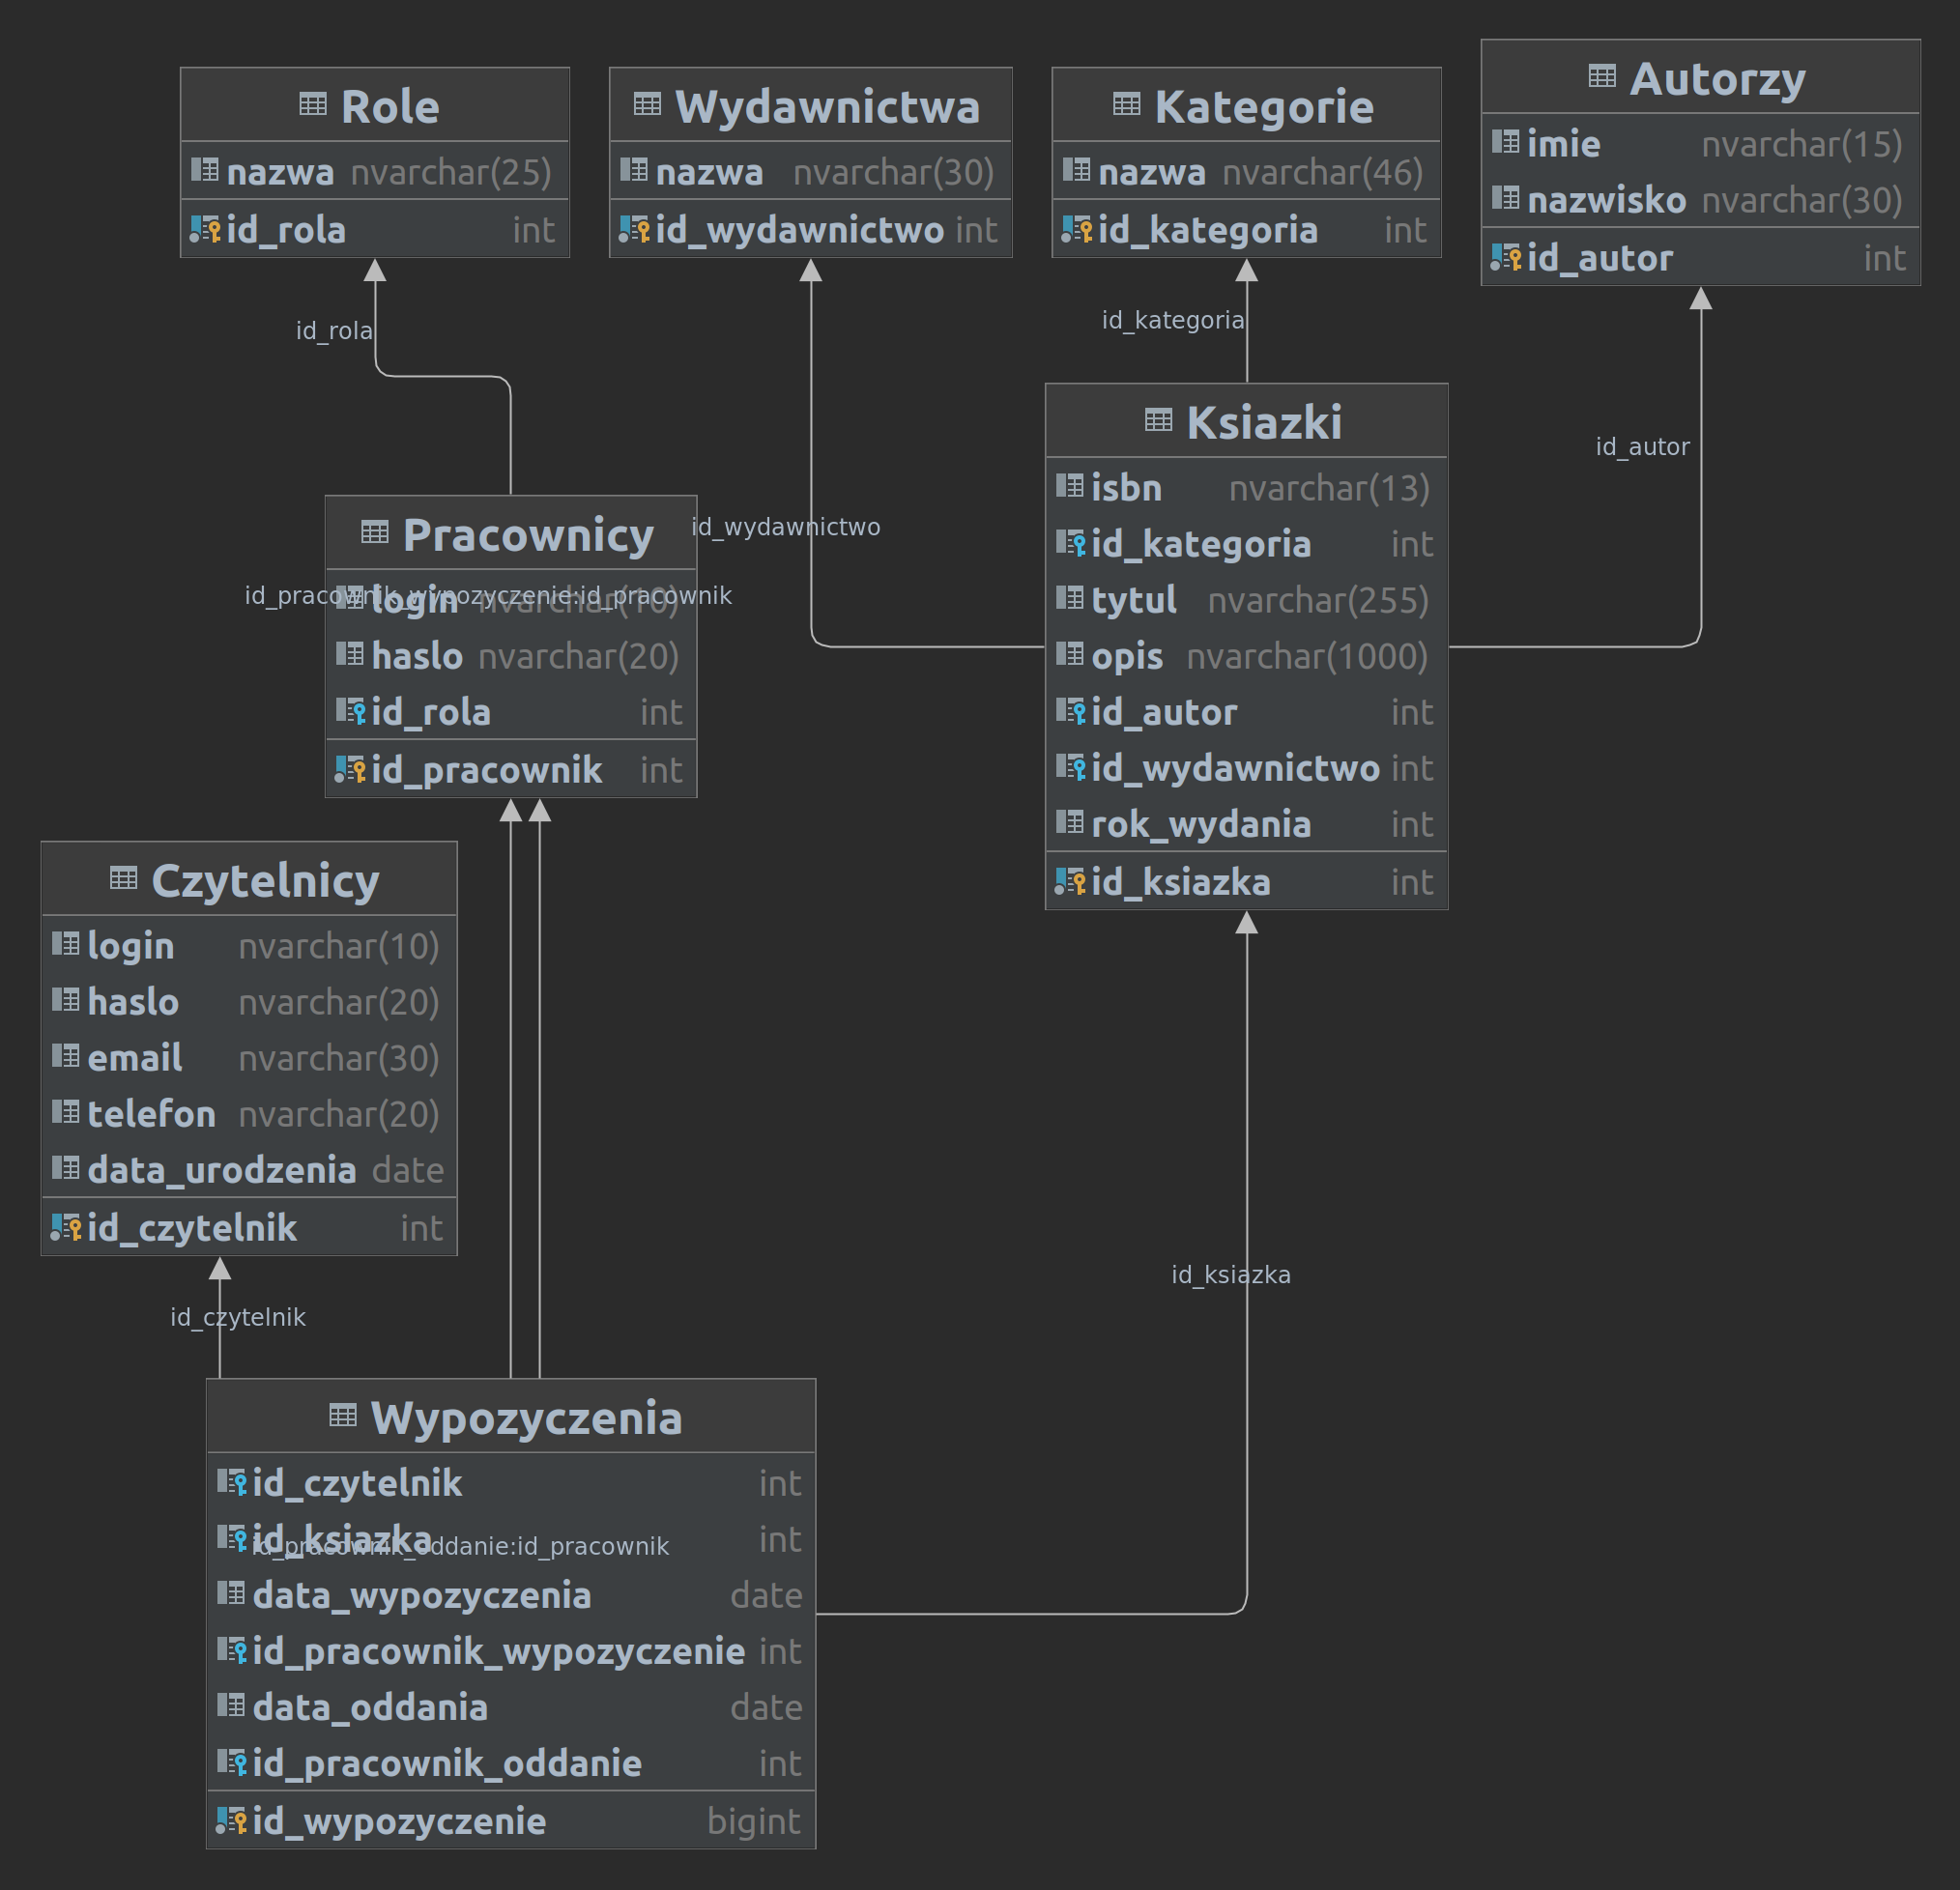 Role
nazwa nvarchar(25)
id_rola int
Wydawnictwa
nazwa nvarchar(30)
id_wydawnictwo int
Kategorie
nazwa nvarchar(46)
id_kategoria int
Autorzy
imie nvarchar(15)
nazwisko nvarchar(30)
id_autor int
id_rola
id_kategoria
id_autor
id_wydawnictwo
Pracownicy
id_pracownik_wypozyczenie:id_pracownik
login nvarchar(10)
haslo nvarchar(20)
id_rola int
id_pracownik int
Ksiazki
isbn nvarchar(13)
id_kategoria int
tytul nvarchar(255)
opis nvarchar(1000)
id_autor int
id_wydawnictwo int
rok_wydania int
id_ksiazka int
Czytelnicy
login nvarchar(10)
haslo nvarchar(20)
email nvarchar(30)
telefon nvarchar(20)
data_urodzenia date
id_czytelnik int
id_czytelnik
id_ksiazka
Wypozyczenia
id_czytelnik int
id_ksiazka int
id_pracownik_oddanie:id_pracownik
data_wypozyczenia date
id_pracownik_wypozyczenie int
data_oddania date
id_pracownik_oddanie int
id_wypozyczenie bigint